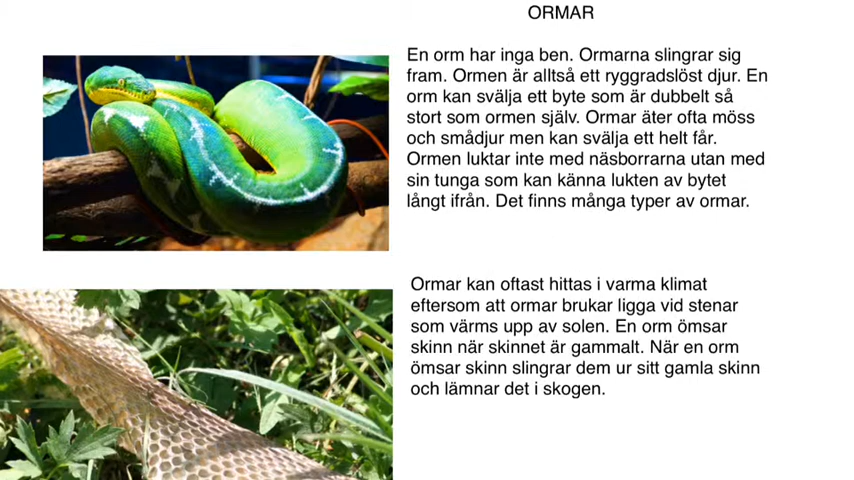 ORMAR
En orm har inga ben. Ormarna slingrar sig
fram. Ormen är alltså ett ryggradslöst djur. En
orm kan svälja ett byte som är dubbelt så
stort som ormen själv. Ormar äter ofta möss
och smådjur men kan svälja ett helt får.
Ormen luktar inte med näsborrarna utan med
sin tunga som kan känna lukten av bytet
långt ifrån. Det finns många typer av ormar.
Ormar kan oftast hittas i varma klimat
eftersom att ormar brukar ligga vid stenar
som värms upp av solen. En orm ömsar
skinn när skinnet är gammalt. När en orm
ömsar skinn slingrar dem ur sitt gamla skinn
och lämnar det i skogen.